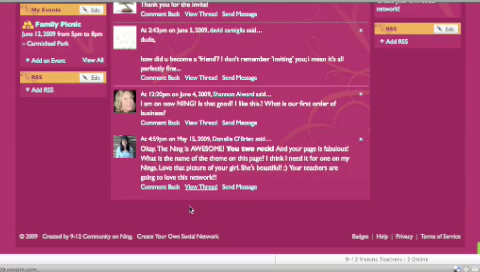 My Events
Edit
Family Picnic
June 13, 2009 from 5pm to 8pm
– Carmichael Park
+ Add an Event
View All
RSS
Edit
+ Add RSS
Thank you for the invite!
Comment Back View Thread Send Message
At 2:43pm on June 5, 2009, david carniglia said...
dude,
how did u become a 'friend'? I don't remember 'inviting' you; i mean it's all
perfectly fine...
Comment Back View Thread Send Message
At 12:20pm on June 4, 2009, Shannon Alward said...
I am on now NING! Is that good? I like this.! What is our first order of
business?
Comment Back View Thread Send Message
At 4:59pm on May 15, 2009, Danielle O'Brien said...
Okay. The Ning is AWESOME! You two rock! And your page is fabulous!
What is the name of the theme on this page? I think I need it for one my
Nings. Love that picture of your girl. She's beautiful! :) Your teachers are
going to love this network!!
Comment Back View Thread Send Message
RSS
Edit
+ Add RSS
© 2009 Created by 9-12 Community on Ning. Create Your Own Social Network
Badges | Help | Privacy | Terms of Service
9-12 Visions Teachers | 2 Online